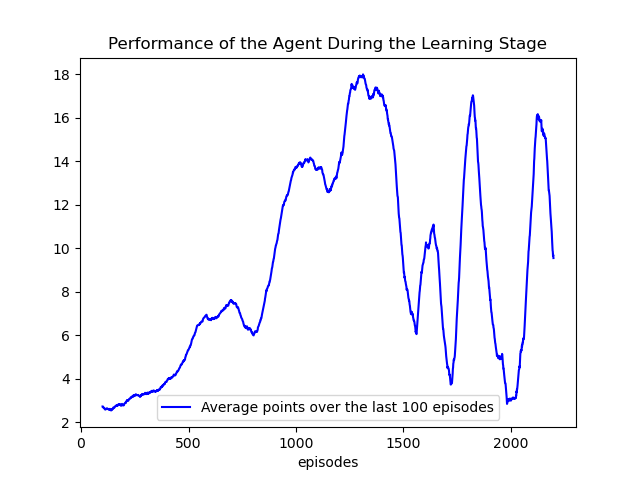 Performance of the Agent During the Learning Stage
18
16
14
12
10
8
6
4
2
Average points over the last 100 episodes
0 500 1000 1500 2000
episodes